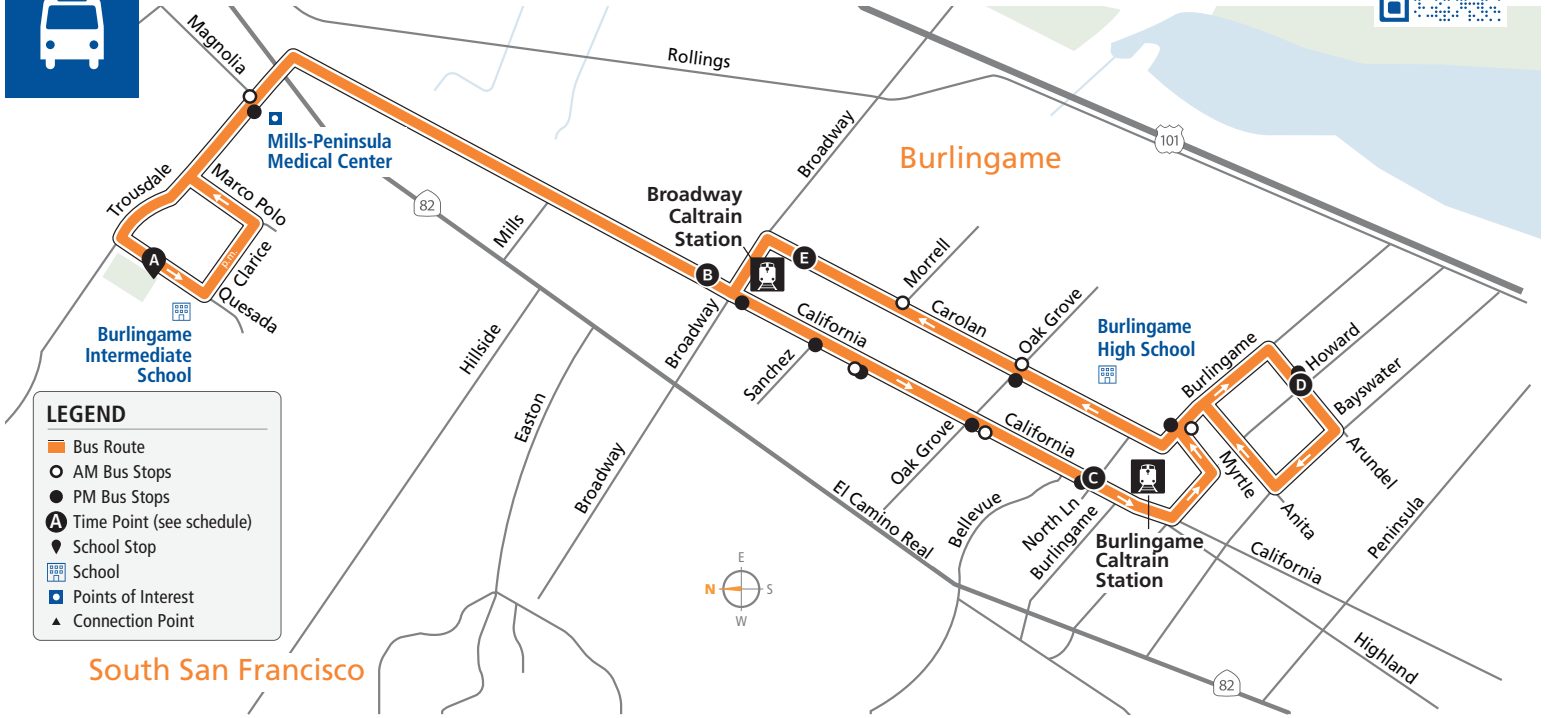 Magnolia
Rollings
101
Mills-Peninsula
Medical Center
Broadway
Burlingame
Trousdale
Marco Polo
82
Broadway
Caltrain
Station
Mills
A
p.m.
Clarice
Quesada
B
E
Morrell
Burlingame
Intermediate
School
Hillside
Broadway
California
Carolan
Oak Grove
Burlingame
High School
Burlingame
Howard
D
Sanchez
Bayswater
LEGEND
Bus Route
AM Bus Stops
PM Bus Stops
A Time Point (see schedule)
School Stop
School
Points of Interest
Connection Point
Easton
Broadway
Oak Grove
California
C
Myrtle
Arundel
Anita
El Camino Real
Bellevue
North Ln
Burlingame
Burlingame
Caltrain
Station
California
Peninsula
E
N
S
W
Highland
82
South San Francisco